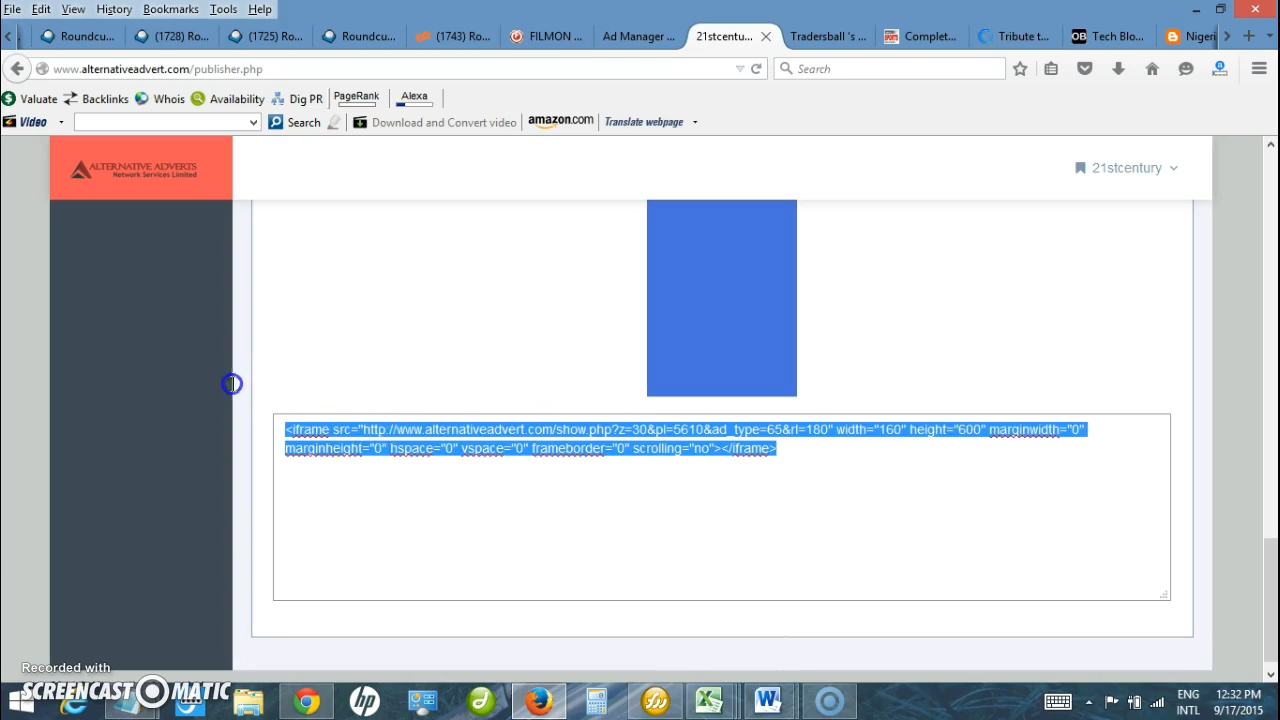 File Edit View History Bookmarks Tools Help
Roundcu... (1728) Ro... (1725) Ro... Roundcu... (1743) Ro... FILMON ... Ad Manager ... 21stcentu... Tradersball 's ... Complet... Tribute t... OB Tech Blo... Nigeri
www.alternativeadvert.com/publisher.php Search
Valuate Backlinks Whois Availability Dig PR PageRank Alexa
Video Search Download and Convert video amazon.com Translate webpage
ALTERNATIVE ADVERTS
Network Services Limited
21stcentury
<iframe src="http://www.alternativeadvert.com/show.php?z=30&pl=5610&ad_type=65&rl=180" width="160" height="600" marginwidth="0"
marginheight="0" hspace="0" vspace="0" frameborder="0" scrolling="no"></iframe>
Recorded with
SCREENCAST MATIC
ENG 12:32 PM
INTL 9/17/2015